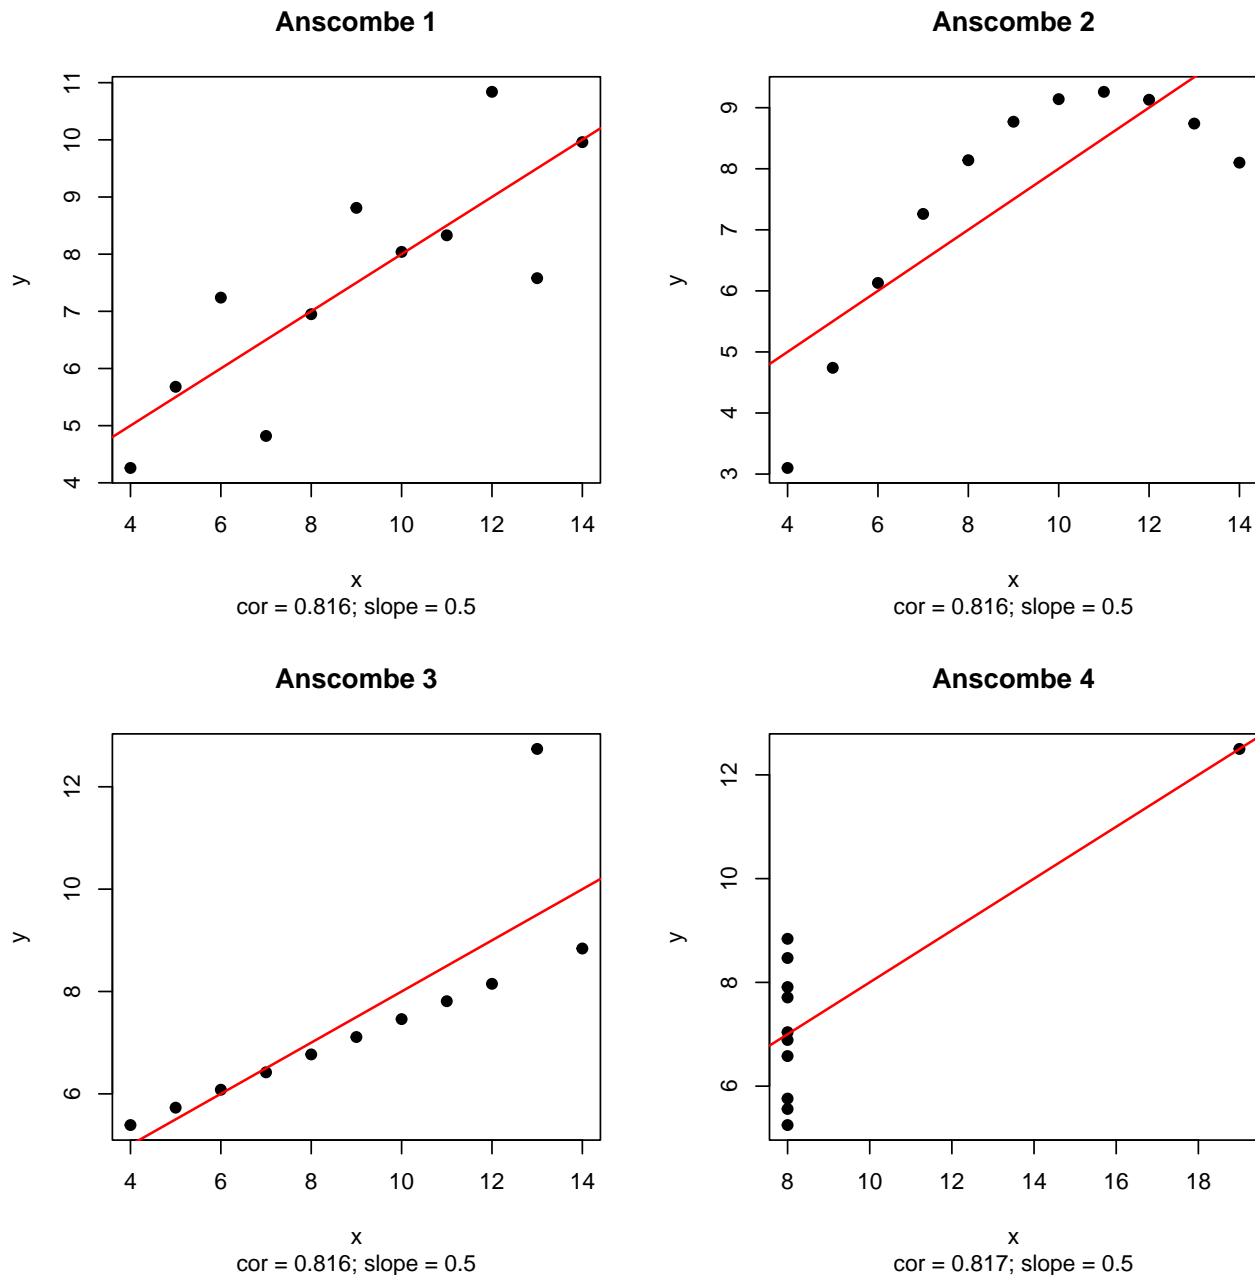 Anscombe 1
11
10
9
8
7
6
5
4
y
4 6 8 10 12 14
x
cor = 0.816; slope = 0.5
Anscombe 2
9
8
7
6
5
4
3
y
4 6 8 10 12 14
x
cor = 0.816; slope = 0.5
Anscombe 3
12
10
8
6
y
4 6 8 10 12 14
x
cor = 0.816; slope = 0.5
Anscombe 4
12
10
8
6
y
8 10 12 14 16 18
x
cor = 0.817; slope = 0.5